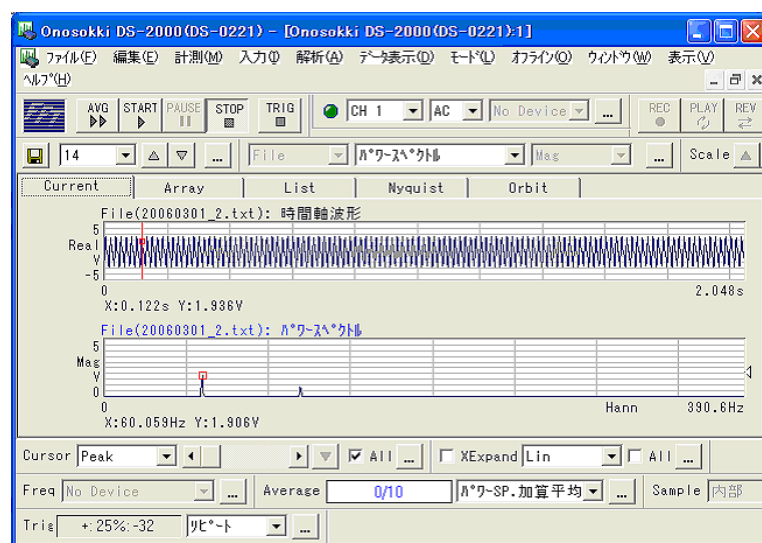 Onosokki DS-2000(DS-0221) - [Onosokki DS-2000(DS-0221):1]
ファイル(F) 編集(E) 計測(M) 入力(I) 解析(A) データ表示(D) モード(L) オフライン(O) ウィンドウ(W) 表示(V)
ヘルプ(H)
AVG START PAUSE STOP TRIG CH 1 AC No Device ... REC PLAY REV
14 ... File パワースペクトル Mag ... Scale
Current Array List Nyquist Orbit
File(20060301_2.txt): 時間軸波形
5
Real
V
-5
0 2.048s
X:0.122s Y:1.936V
File(20060301_2.txt): パワースペクトル
5
Mag
V
0
0 Hann 390.6Hz
X:60.059Hz Y:1.906V
Cursor Peak All ... XExpand Lin All ...
Freq No Device ... Average 0/10 パワーSP.加算平均 ... Sample 内部
Trig +:25%:-32 リピート ...